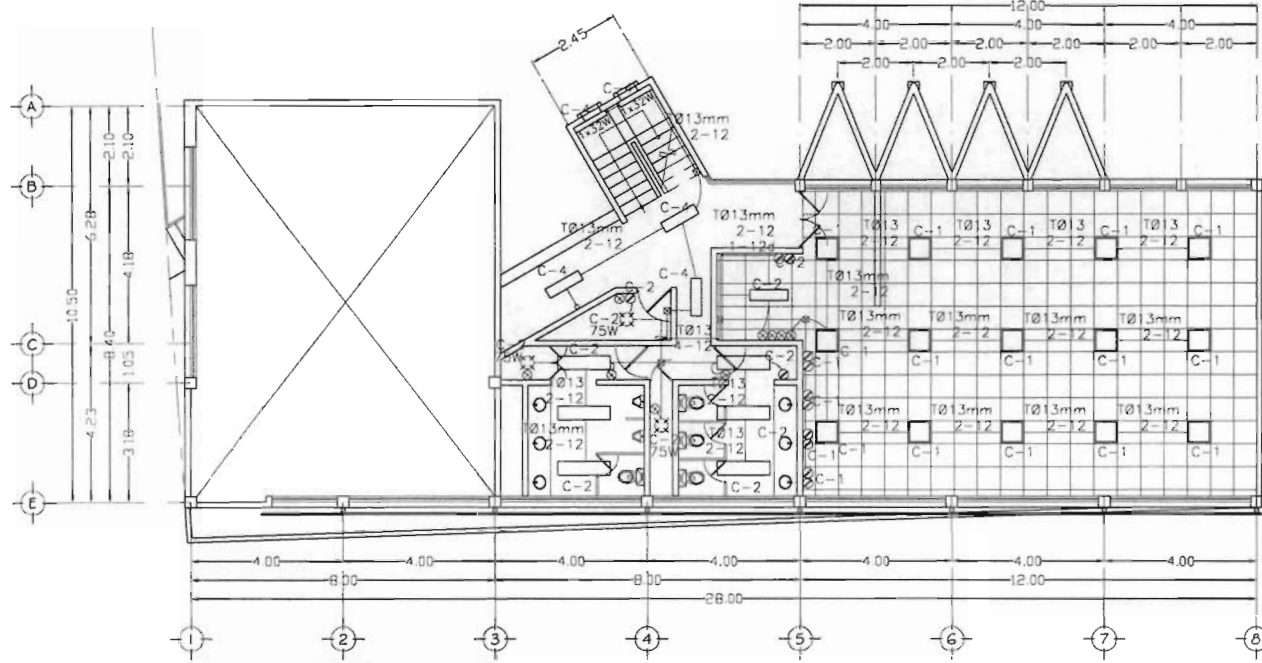 12.00
4.00 4.00 4.00
2.00 2.00 2.00 2.00 2.00 2.00
2.00 2.00 2.00
2.45
A
C-4
C-4
1×32W
1×32W
TØ13mm
2-12
2.10 2.10
B
6.28 4.18
10.50 8.40
C-4
TØ13mm
2-12
TØ13mm
2-12
1-12d
TØ13 TØ13 TØ13 TØ13
2-12 2-12 2-12 2-12
C-1 C-1 C-1 C-1 C-1
C-2
C-4
C-4
C-2
C-2
TØ13mm
2-12
C-2
75W
TØ13
4-12
C
1.05
TØ13mm TØ13mm TØ13mm TØ13mm
2-12 2-12 2-12 2-12
C-1 C-1 C-1 C-1 C-1
C-2 C-2
D
4.23 3.18
TØ13 TØ13
2-12 2-12
C-1
C-1
TØ13mm
2-12
TØ13
2-12
75W
C-2 C-2 C-2
TØ13mm TØ13mm TØ13mm TØ13mm
2-12 2-12 2-12 2-12
C-1 C-1 C-1 C-1 C-1 C-1
C-1
E
4.00 4.00 4.00 4.00 4.00 4.00 4.00
8.00 8.00 12.00
28.00
1 2 3 4 5 6 7 8